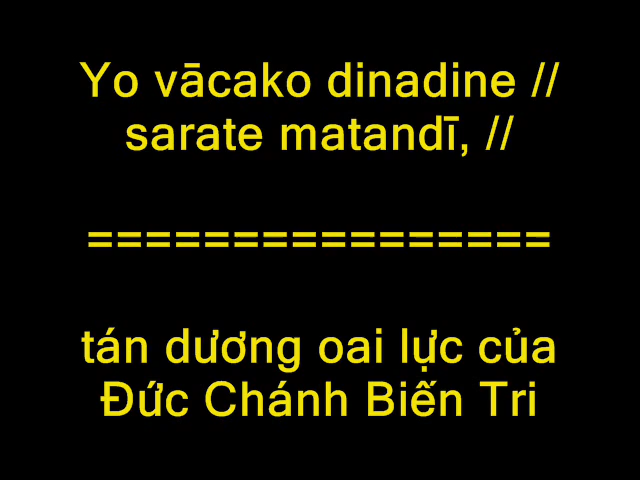 Yo vācako dinadine //
sarate matandī, //
================
tán dương oai lực của
Đức Chánh Biến Tri